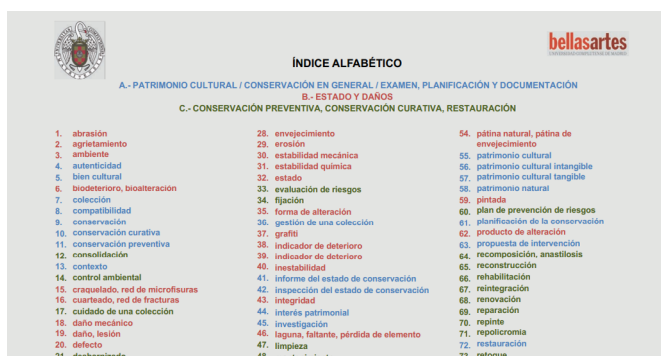 bellasartes
UNIVERSIDAD COMPLUTENSE DE MADRID
ÍNDICE ALFABÉTICO
A.- PATRIMONIO CULTURAL / CONSERVACIÓN EN GENERAL / EXAMEN, PLANIFICACIÓN Y DOCUMENTACIÓN
B.- ESTADO Y DAÑOS
C.- CONSERVACIÓN PREVENTIVA, CONSERVACIÓN CURATIVA, RESTAURACIÓN
1. abrasión
2. agrietamiento
3. ambiente
4. autenticidad
5. bien cultural
6. biodeterioro, bioalteración
7. colección
8. compatibilidad
9. conservación
10. conservación curativa
11. conservación preventiva
12. consolidación
13. contexto
14. control ambiental
15. craquelado, red de microfisuras
16. cuarteado, red de fracturas
17. cuidado de una colección
18. daño mecánico
19. daño, lesión
20. defecto
28. envejecimiento
29. erosión
30. estabilidad mecánica
31. estabilidad química
32. estado
33. evaluación de riesgos
34. fijación
35. forma de alteración
36. gestión de una colección
37. grafiti
38. indicador de deterioro
39. indicador de deterioro
40. inestabilidad
41. informe del estado de conservación
42. inspección del estado de conservación
43. integridad
44. interés patrimonial
45. investigación
46. laguna, faltante, pérdida de elemento
47. limpieza
54. pátina natural, pátina de
envejecimiento
55. patrimonio cultural
56. patrimonio cultural intangible
57. patrimonio cultural tangible
58. patrimonio natural
59. pintada
60. plan de prevención de riesgos
61. planificación de la conservación
62. producto de alteración
63. propuesta de intervención
64. recomposición, anastilosis
65. reconstrucción
66. rehabilitación
67. reintegración
68. renovación
69. reparación
70. repinte
71. repolicromia
72. restauración